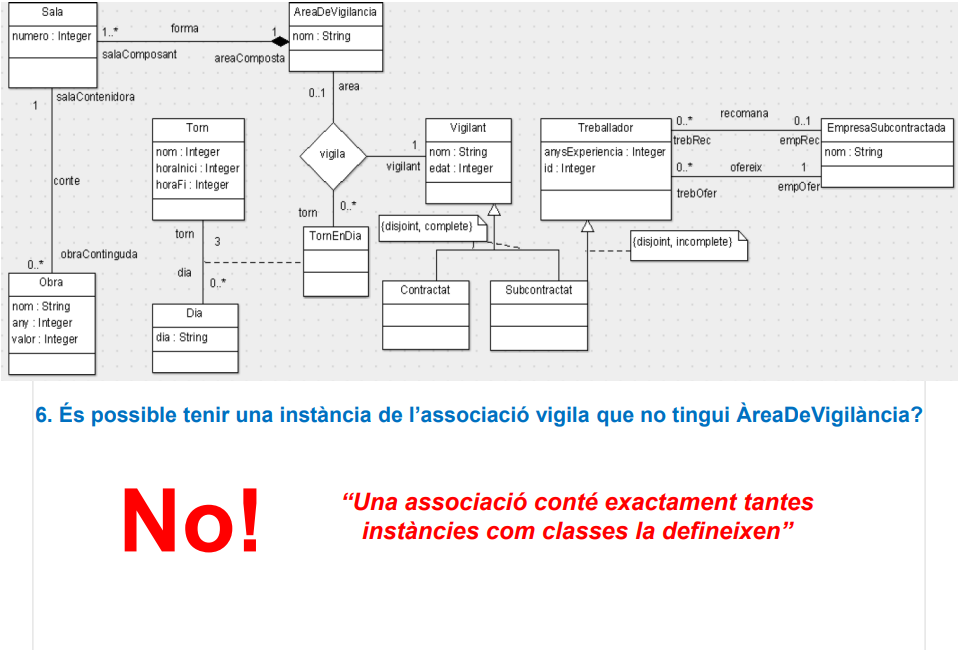 Sala
numero : Integer
1..*
forma
1
salaComposant
areaComposta
AreaDeVigilancia
nom : String
1
salaContenidora
conte
0..*
obraContinguda
Obra
nom : String
any : Integer
valor : Integer
Torn
nom : Integer
horaInici : Integer
horaFi : Integer
torn
3
dia
0..*
Dia
dia : String
0..1
area
vigila
1
vigilant
torn
0..*
TornEnDia
Vigilant
nom : String
edat : Integer
{disjoint, complete}
Contractat
Subcontractat
Treballador
anysExperiencia : Integer
id : Integer
{disjoint, incomplete}
0..*
recomana
0..1
trebRec
empRec
0..*
ofereix
1
trebOfer
empOfer
EmpresaSubcontractada
nom : String
6. És possible tenir una instància de l’associació vigila que no tingui ÀreaDeVigilància?
No!
“Una associació conté exactament tantes
instàncies com classes la defineixen”